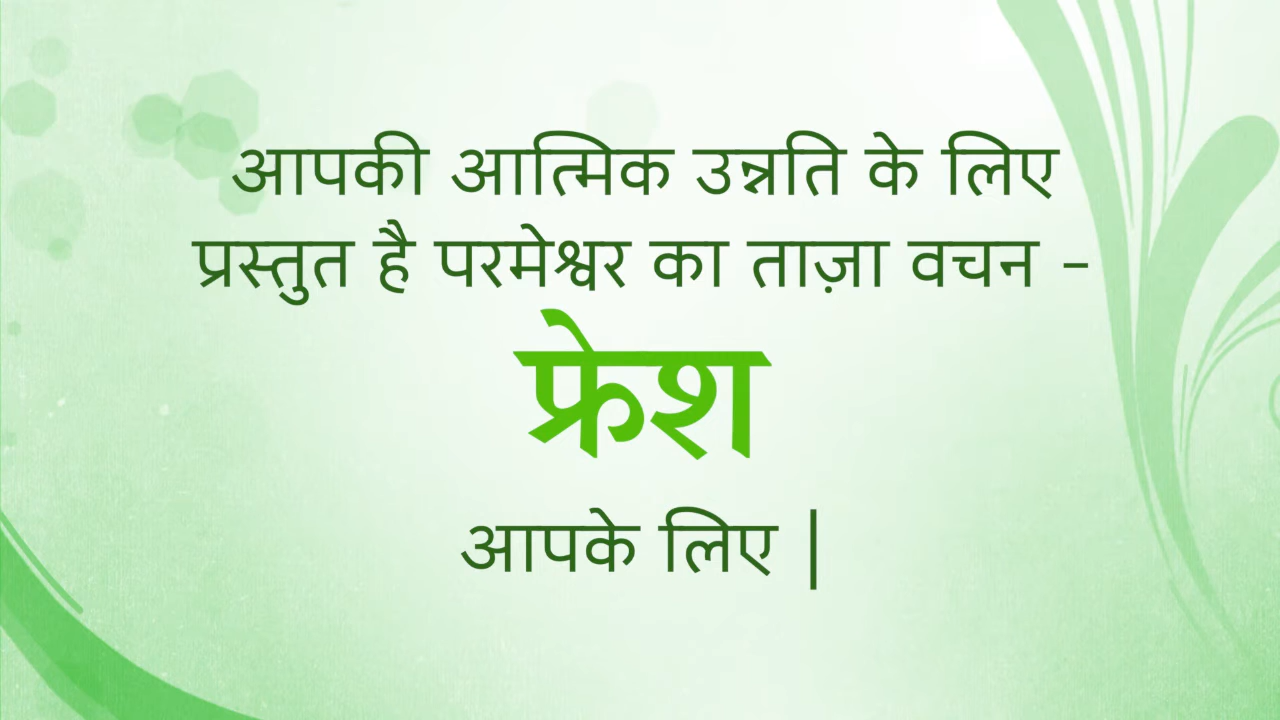 आपकी आत्मिक उन्नति के लिए
प्रस्तुत है परमेश्वर का ताज़ा वचन -
फ्रेश
आपके लिए |